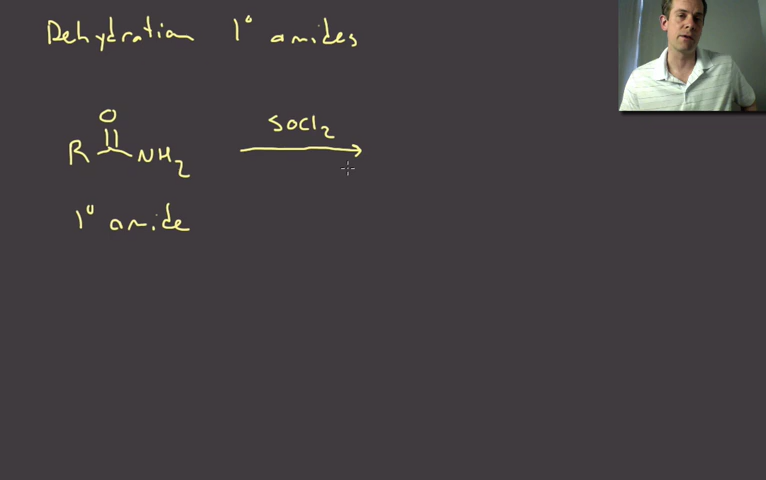 Dehydration 1° amides
O
SOCl2
R NH2
1° amide